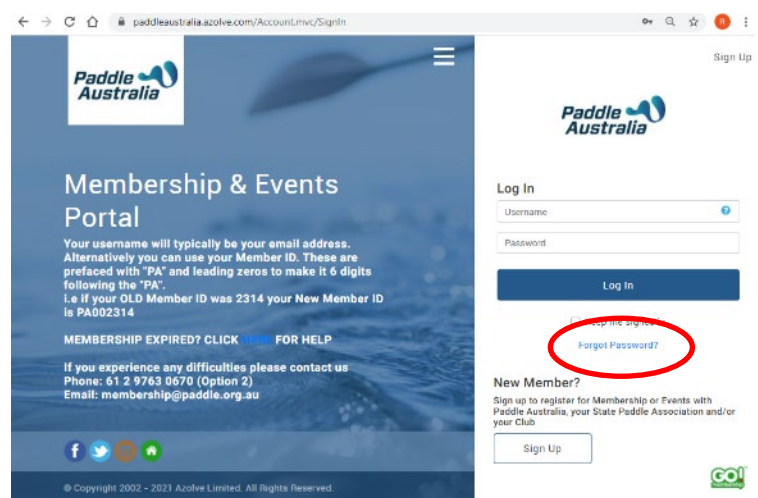 paddleaustralia.azolve.com/Account.mvc/SignIn
R
Sign Up
Paddle
Australia
Paddle
Australia
Membership & Events
Portal
Your username will typically be your email address.
Alternatively you can use your Member ID. These are
prefaced with "PA" and leading zeros to make it 6 digits
following the "PA".
i.e if your OLD Member ID was 2314 your New Member ID
is PA002314
MEMBERSHIP EXPIRED? CLICK HERE FOR HELP
If you experience any difficulties please contact us
Phone: 61 2 9763 0670 (Option 2)
Email: membership@paddle.org.au
© Copyright 2002 - 2021 Azolve Limited. All Rights Reserved.
Log In
Username
Password
Log In
Keep me signed in
Forgot Password?
New Member?
Sign up to register for Membership or Events with
Paddle Australia, your State Paddle Association and/or
your Club
Sign Up
GO!
membership